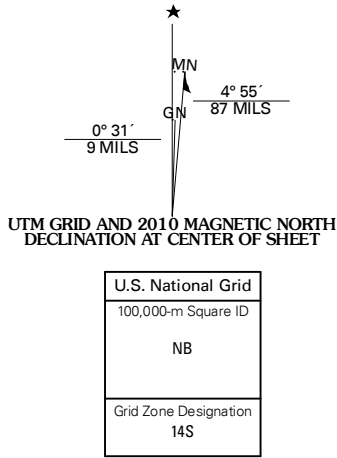 ★
MN
4° 55´
87 MILS
GN
0° 31´
9 MILS
UTM GRID AND 2010 MAGNETIC NORTH
DECLINATION AT CENTER OF SHEET
U.S. National Grid
100,000-m Square ID
NB
Grid Zone Designation
14S